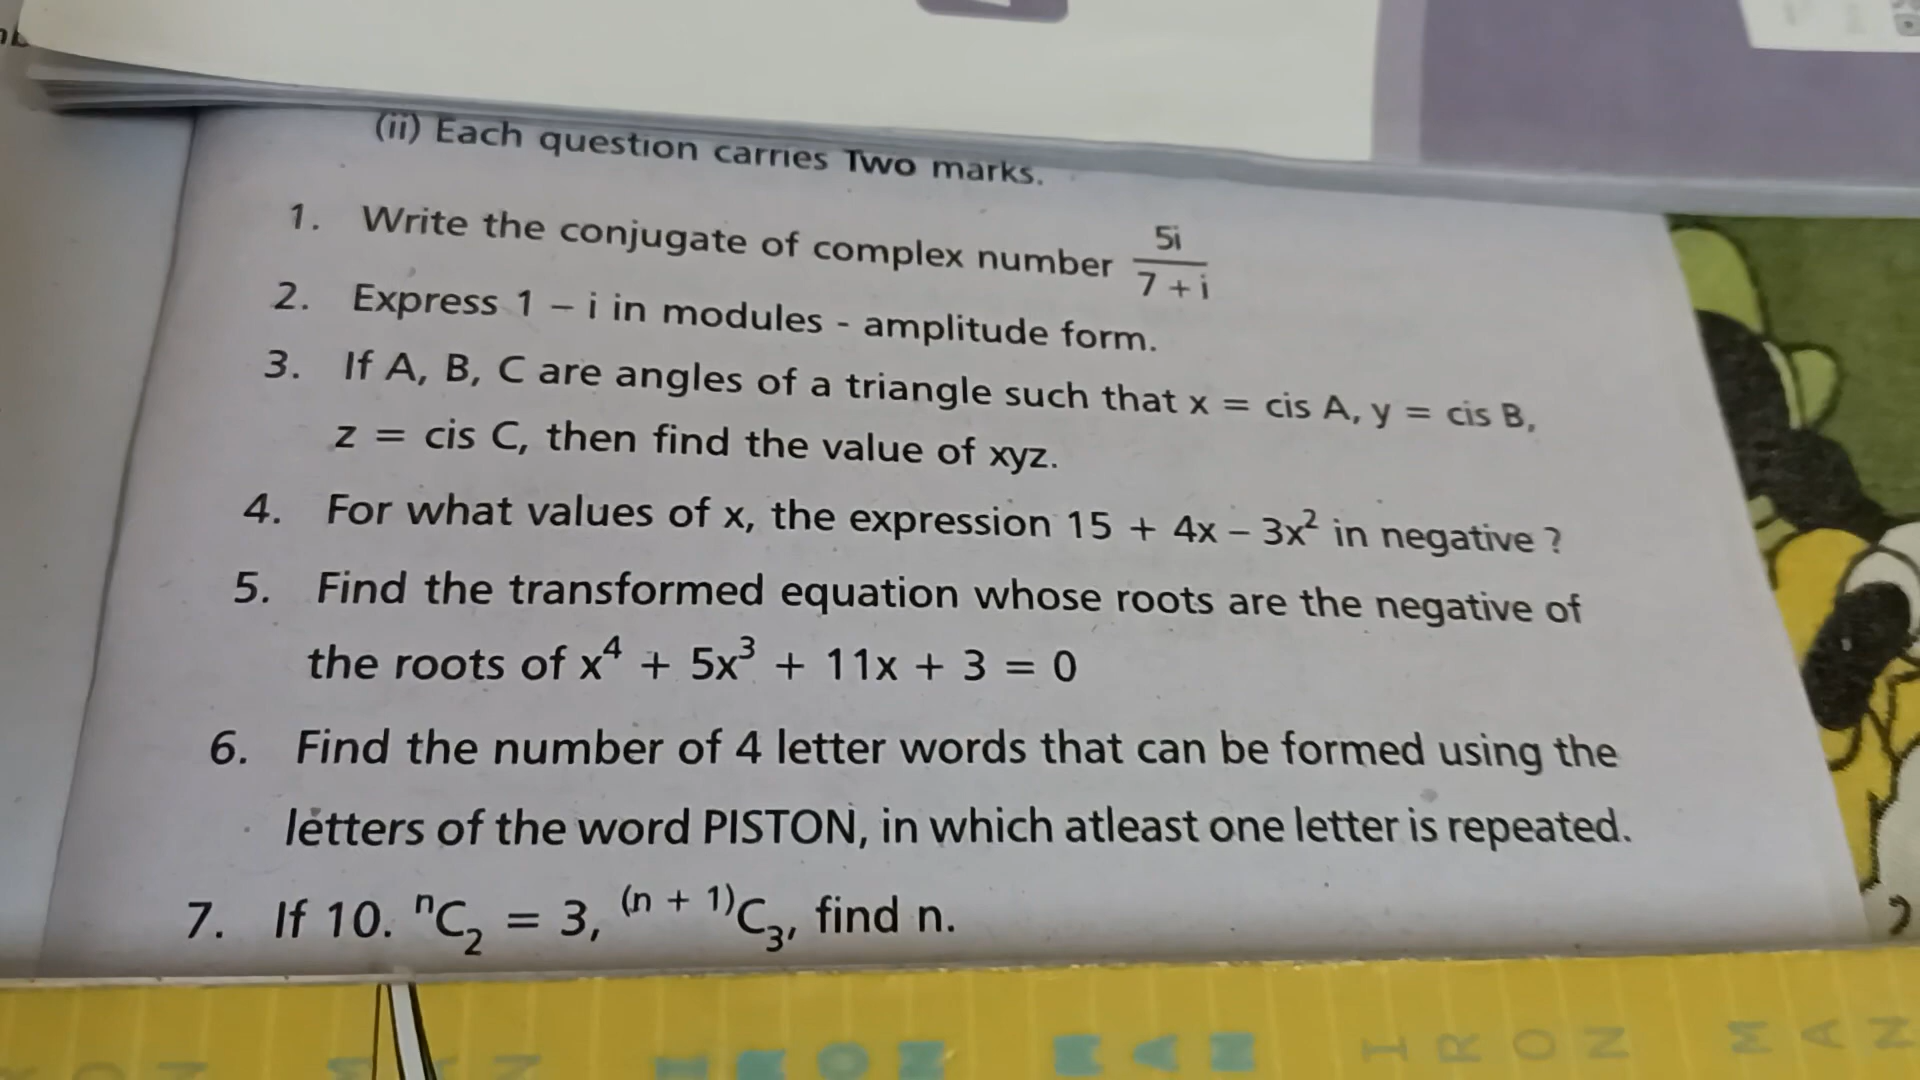 (ii) Each question carries Two marks.
1. Write the conjugate of complex number 5i / 7 + i
2. Express 1 – i in modules - amplitude form.
3. If A, B, C are angles of a triangle such that x = cis A, y = cis B,
z = cis C, then find the value of xyz.
4. For what values of x, the expression 15 + 4x – 3x² in negative ?
5. Find the transformed equation whose roots are the negative of
the roots of x⁴ + 5x³ + 11x + 3 = 0
6. Find the number of 4 letter words that can be formed using the
letters of the word PISTON, in which atleast one letter is repeated.
7. If 10. ⁿC₂ = 3, ⁽ⁿ ⁺ ¹⁾C₃, find n.
IRON MAN IRON MAN